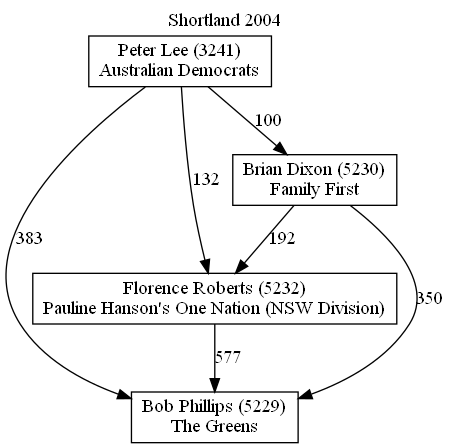 Shortland 2004
Peter Lee (3241)
Australian Democrats
100
Brian Dixon (5230)
Family First
132
383
192
Florence Roberts (5232)
Pauline Hanson's One Nation (NSW Division)
350
577
Bob Phillips (5229)
The Greens